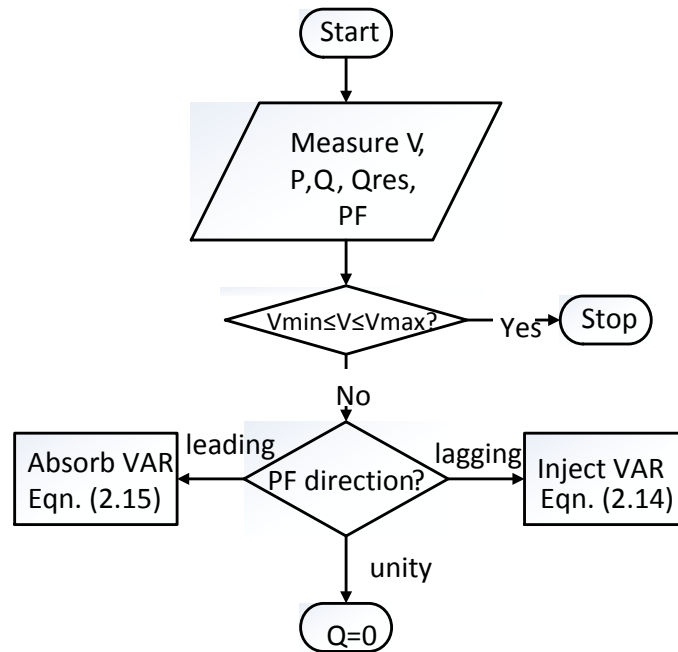 Start
Measure V,
P,Q, Qres,
PF
Vmin≤V≤Vmax?
Yes
Stop
No
leading
lagging
Absorb VAR
Eqn. (2.15)
PF direction?
Inject VAR
Eqn. (2.14)
unity
Q=0